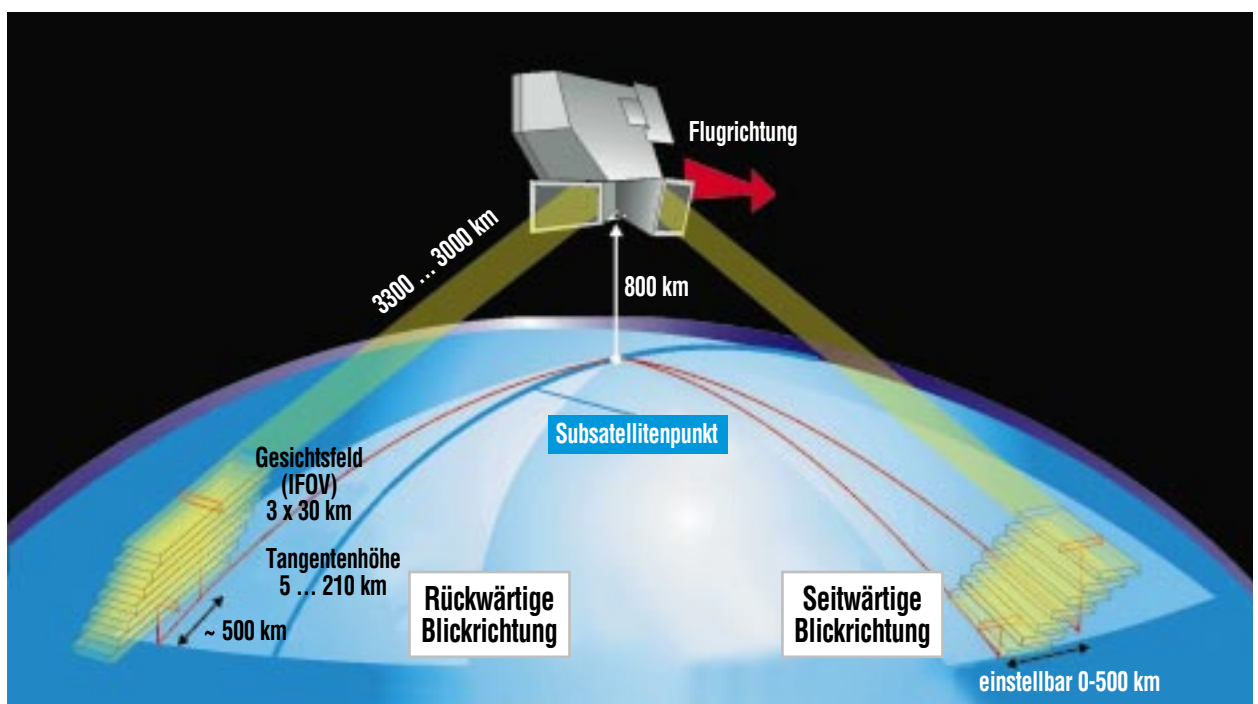 Flugrichtung
3300 … 3000 km
800 km
Subsatellitenpunkt
Gesichtsfeld
(IFOV)
3 x 30 km
Tangentenhöhe
5 … 210 km
~ 500 km
Rückwärtige
Blickrichtung
Seitwärtige
Blickrichtung
einstellbar 0-500 km